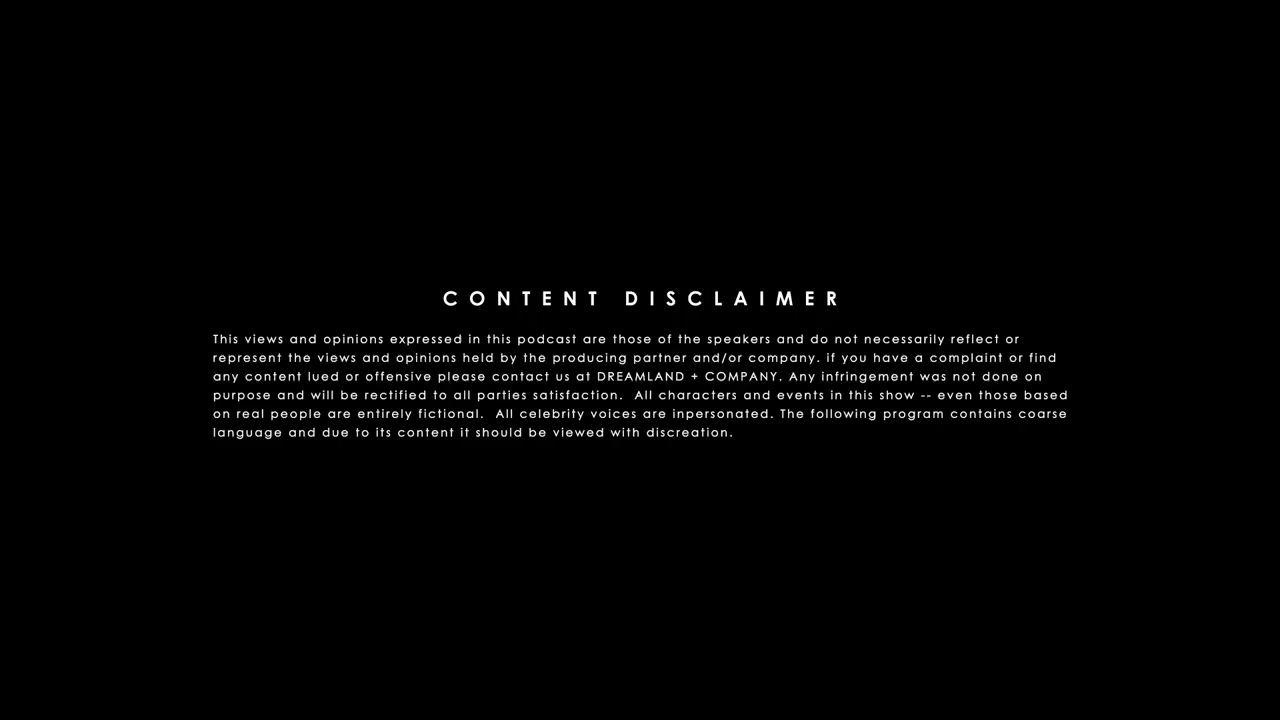 CONTENT DISCLAIMER
This views and opinions expressed in this podcast are those of the speakers and do not necessarily reflect or
represent the views and opinions held by the producing partner and/or company. if you have a complaint or find
any content lued or offensive please contact us at DREAMLAND + COMPANY. Any infringement was not done on
purpose and will be rectified to all parties satisfaction.  All characters and events in this show -- even those based
on real people are entirely fictional.  All celebrity voices are inpersonated. The following program contains coarse
language and due to its content it should be viewed with discreation.